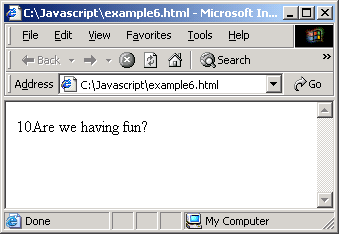 C:\Javascript\example6.html - Microsoft In...
File Edit View Favorites Tools Help
Back Search »
Address C:\Javascript\example6.html Go
10Are we having fun?
Done My Computer